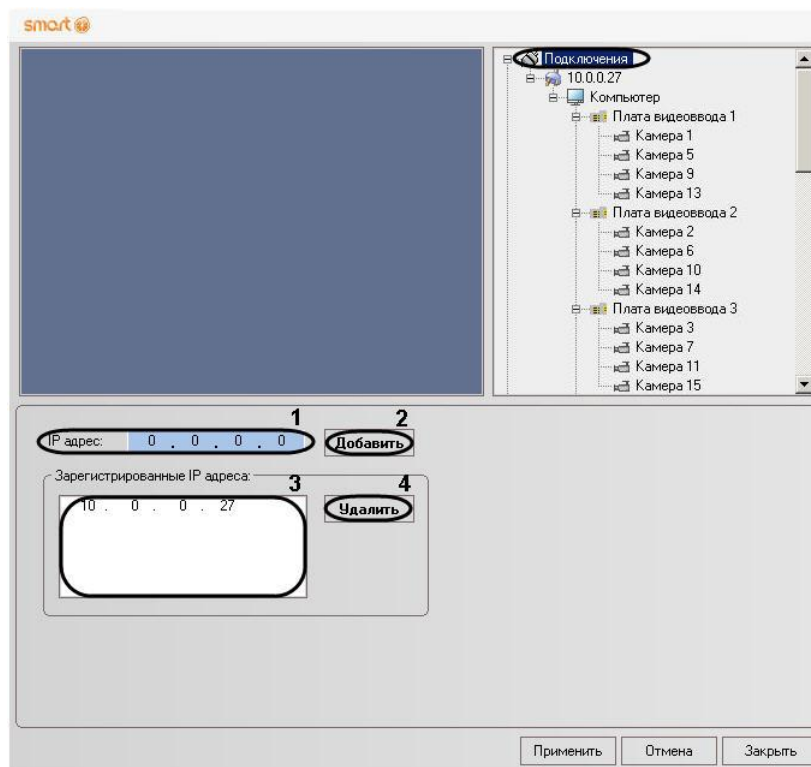 smart
Подключения
10.0.0.27
Компьютер
Плата видеоввода 1
Камера 1
Камера 5
Камера 9
Камера 13
Плата видеоввода 2
Камера 2
Камера 6
Камера 10
Камера 14
Плата видеоввода 3
Камера 3
Камера 7
Камера 11
Камера 15
1 2
IP адрес: 0 . 0 . 0 . 0 Добавить
Зарегистрированные IP адреса: 3 4
10 . 0 . 0 . 27 Удалить
Применить Отмена Закрыть